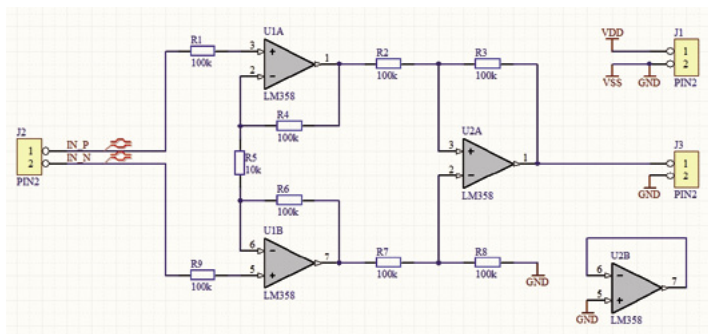 U1A
R1
100k
3
2
1
LM358
R2
100k
R3
100k
VDD
VSS
GND
J1
1
2
PIN2
R4
100k
J2
1
2
PIN2
IN_P
IN_N
R5
10k
U2A
3
2
1
LM358
J3
1
2
PIN2
GND
R6
100k
U1B
R9
100k
6
5
7
LM358
R7
100k
R8
100k
GND
U2B
6
5
7
GND
LM358